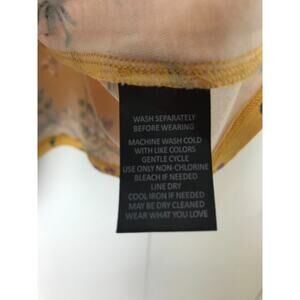 WASH SEPARATELY
BEFORE WEARING
MACHINE WASH COLD
WITH LIKE COLORS
GENTLE CYCLE
USE ONLY NON-CHLORINE
BLEACH IF NEEDED
LINE DRY
COOL IRON IF NEEDED
MAY BE DRY CLEANED
WEAR WHAT YOU LOVE